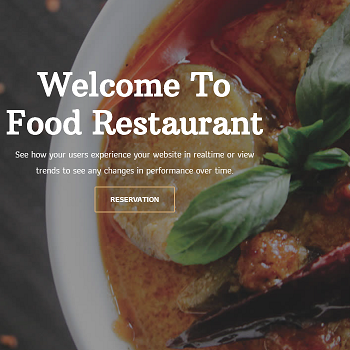 Welcome To
Food Restaurant
See how your users experience your website in realtime or view
trends to see any changes in performance over time.
RESERVATION